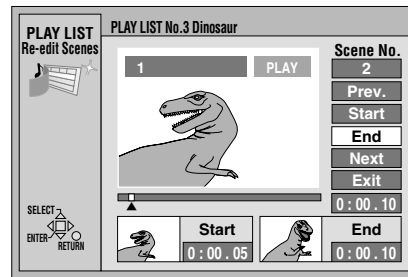 PLAY LIST
Re-edit Scenes
PLAY LIST No.3 Dinosaur
1 PLAY
Scene No.
2
Prev.
Start
End
Next
Exit
0 : 00 . 10
SELECT
ENTER
RETURN
Start
0 : 00 . 05
End
0 : 00 . 10